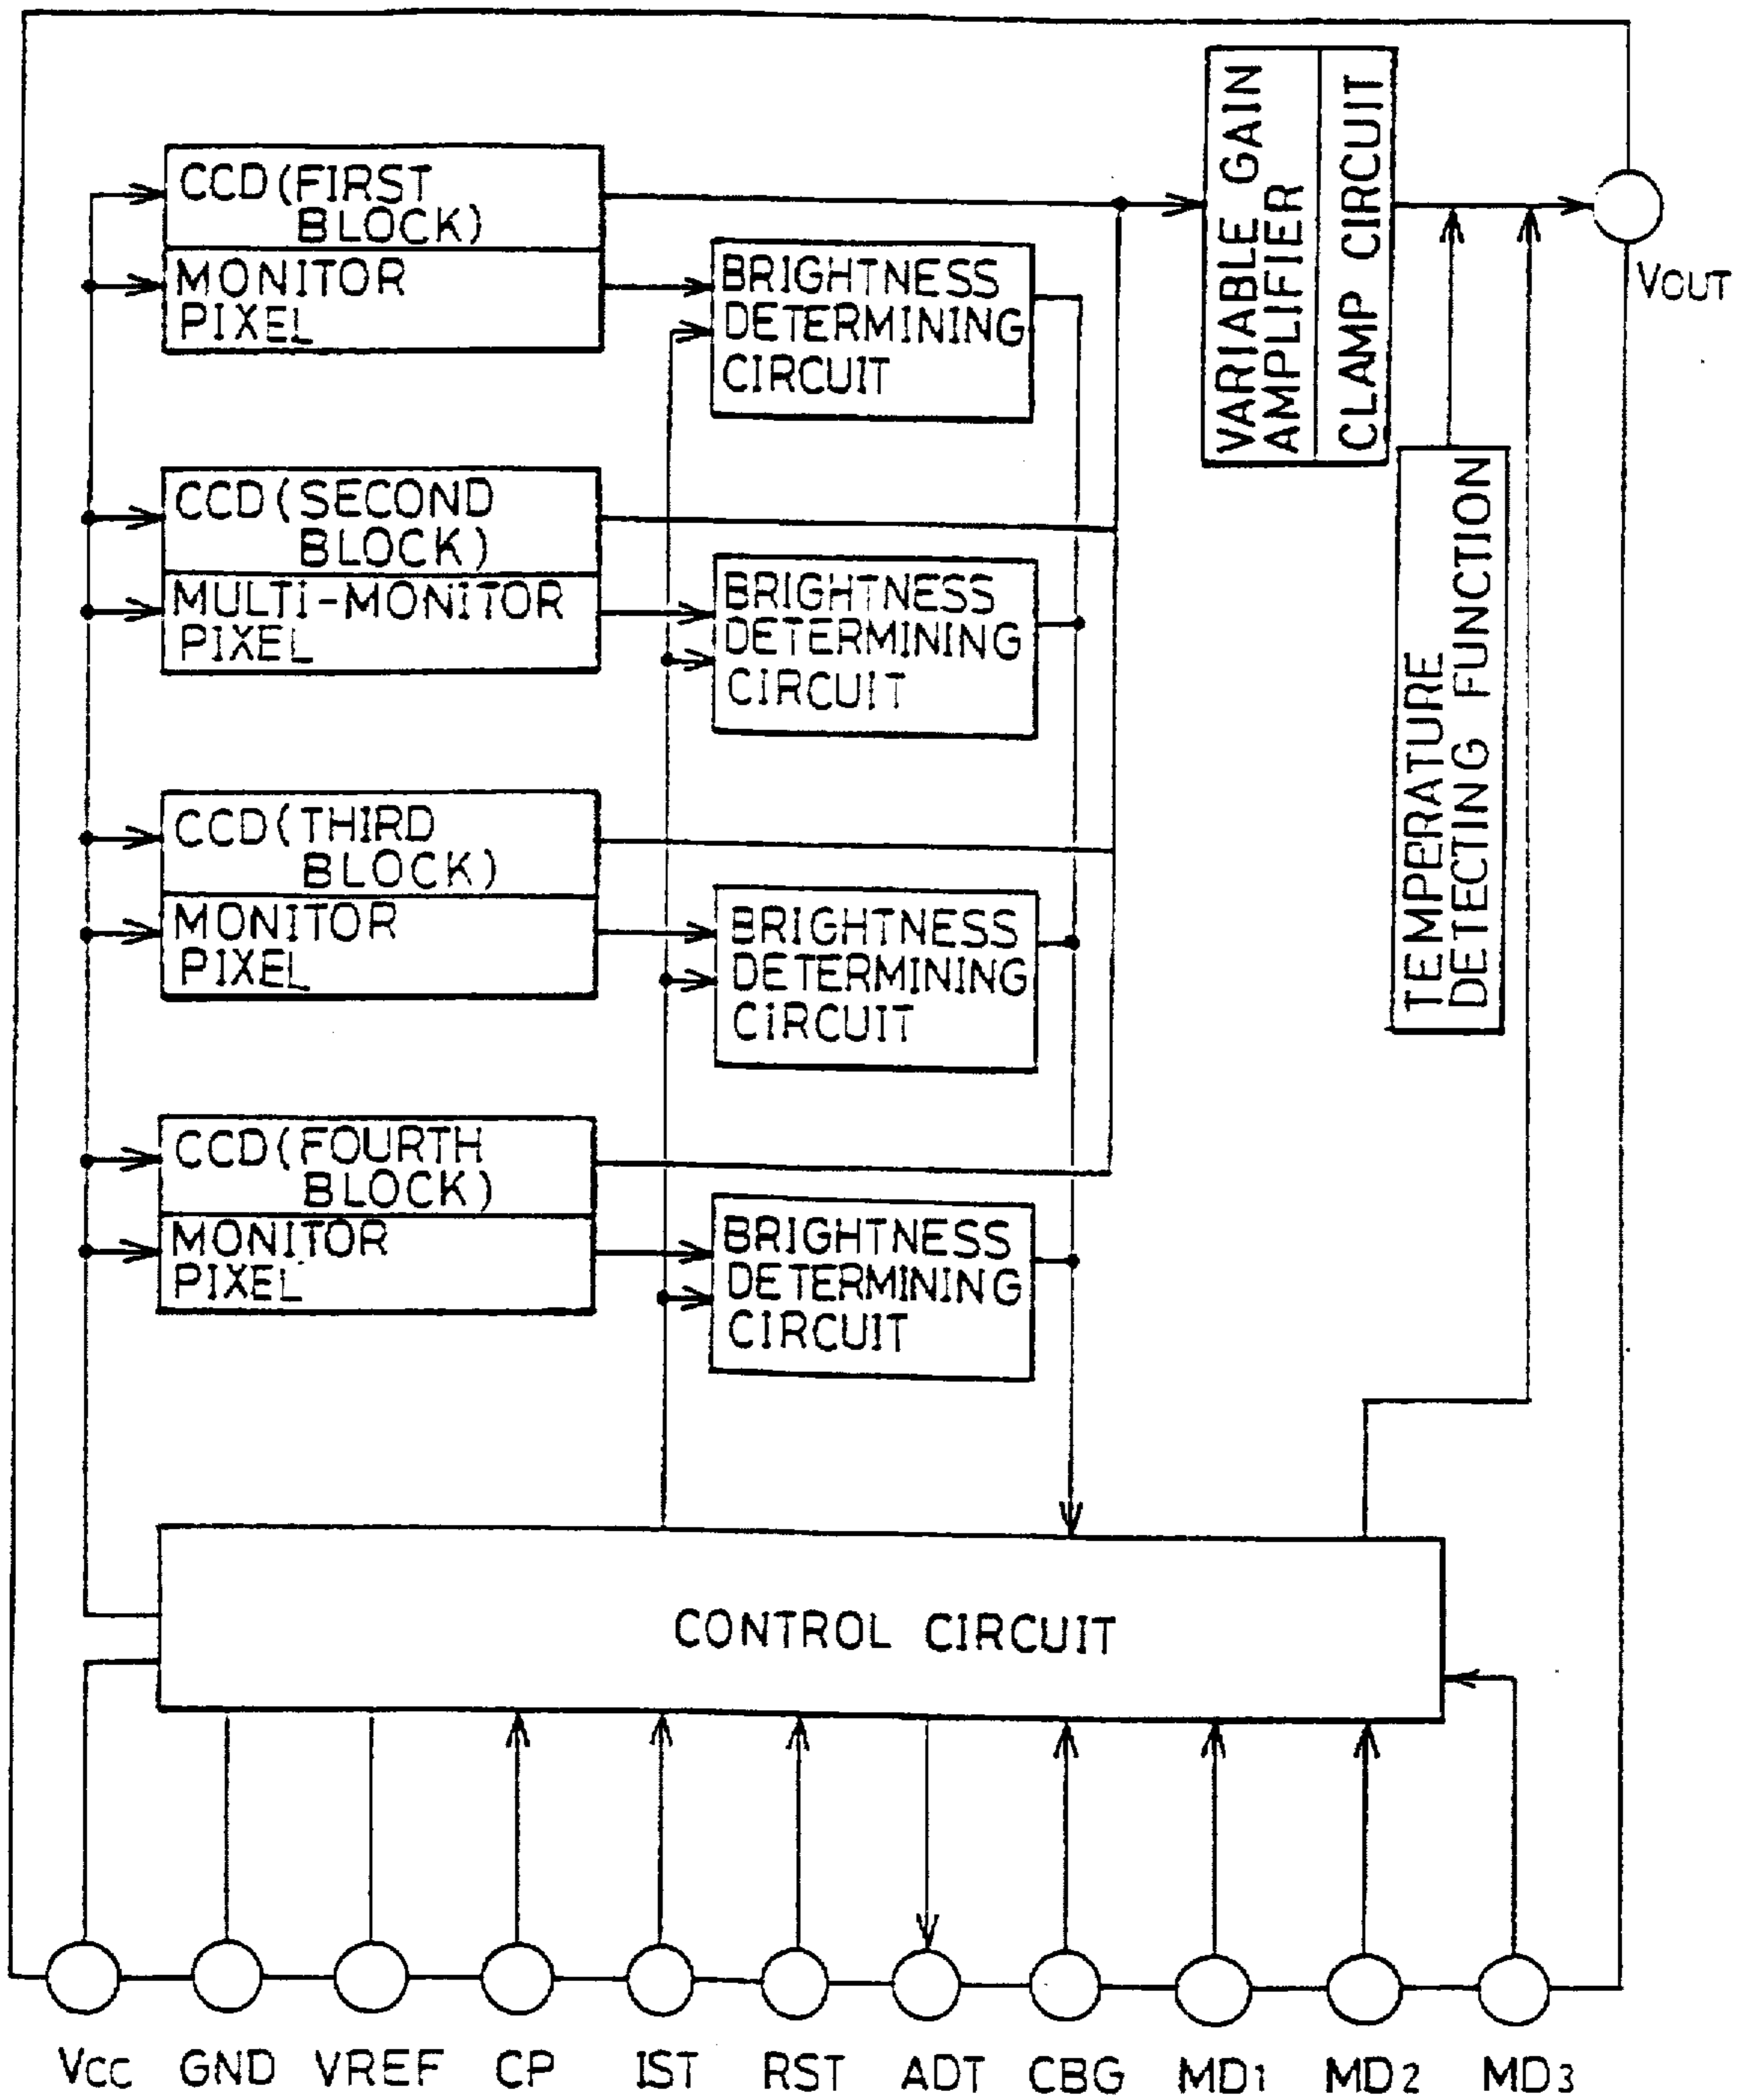 CCD(FIRST
BLOCK)
MONITOR
PIXEL
BRIGHTNESS
DETERMINING
CIRCUIT
VARIABLE GAIN
AMPLIFIER
CLAMP CIRCUIT
VOUT
CCD(SECOND
BLOCK)
MULTI-MONITOR
PIXEL
BRIGHTNESS
DETERMINING
CIRCUIT
TEMPERATURE
DETECTING FUNCTION
CCD(THIRD
BLOCK)
MONITOR
PIXEL
BRIGHTNESS
DETERMINING
CIRCUIT
CCD(FOURTH
BLOCK)
MONITOR
PIXEL
BRIGHTNESS
DETERMINING
CIRCUIT
CONTROL CIRCUIT
VCC GND VREF CP IST RST ADT CBG MD1 MD2 MD3